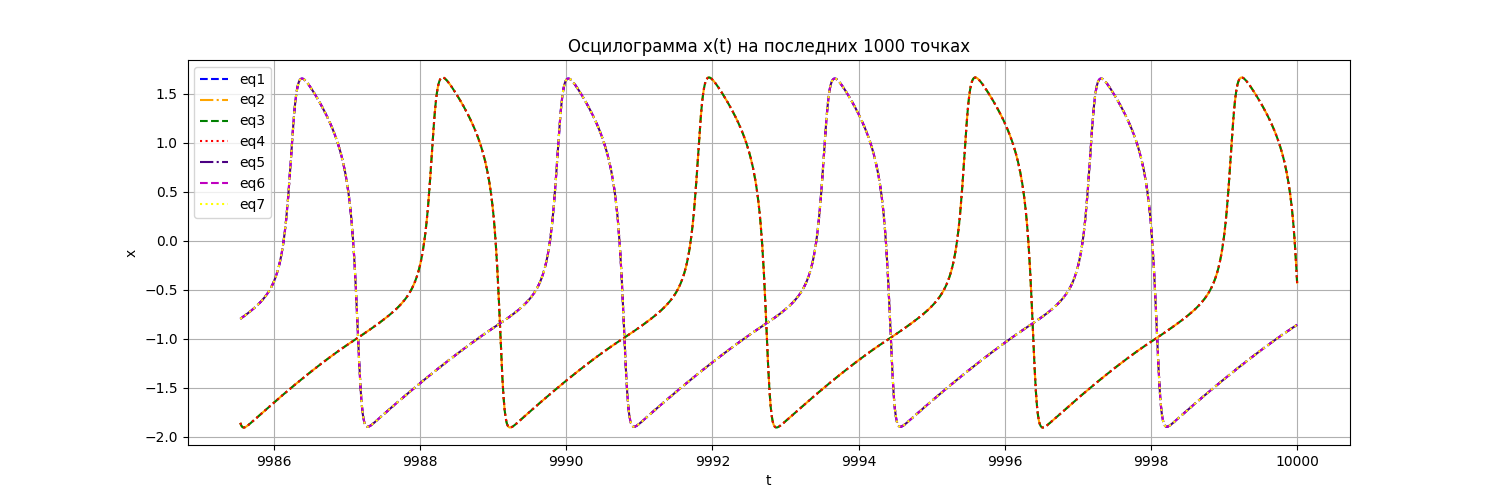 Осцилограмма x(t) на последних 1000 точках
eq1
eq2
eq3
eq4
eq5
eq6
eq7
1.5
1.0
0.5
0.0
−0.5
−1.0
−1.5
−2.0
x
9986 9988 9990 9992 9994 9996 9998 10000
t